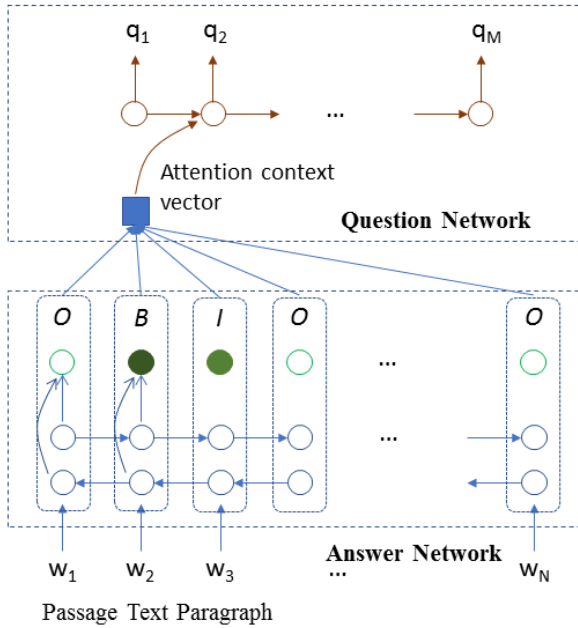 q1 q2 qM
...
Attention context
vector
Question Network
O B I O O
...
...
Answer Network
w1 w2 w3 ... wN
Passage Text Paragraph